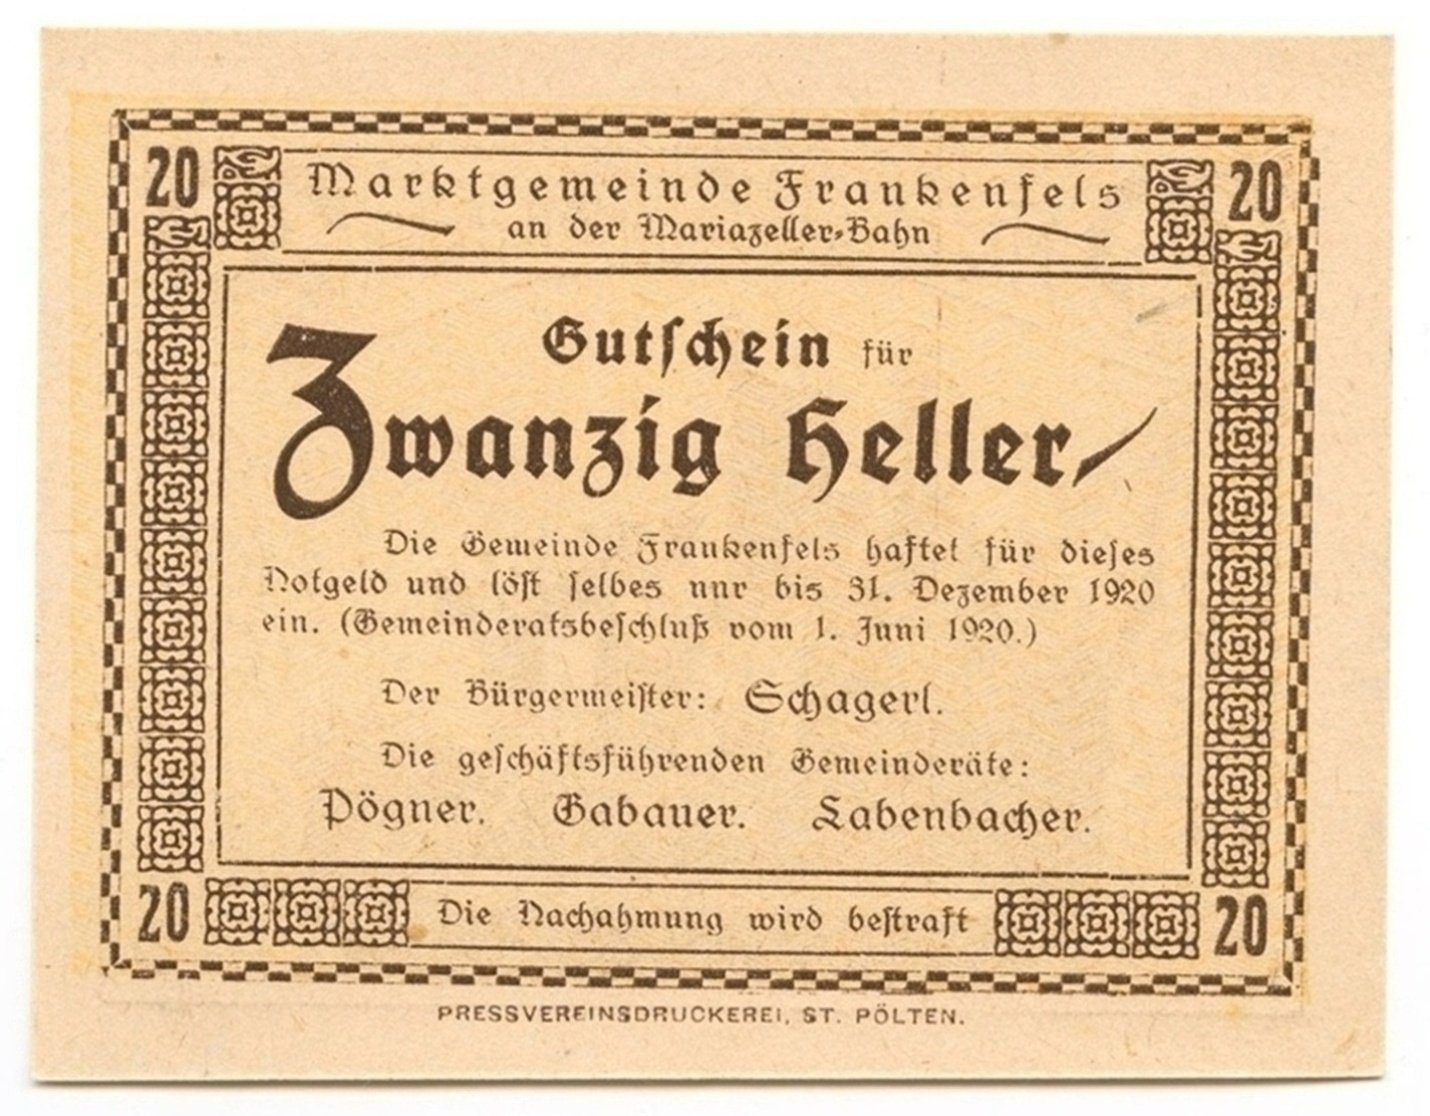 20 Marktgemeinde Frankenfels 20
an der Mariazeller-Bahn
Gutschein für
Zwanzig Heller
Die Gemeinde Frankenfels haftet für dieses
Notgeld und löst selbes nur bis 31. Dezember 1920
ein. (Gemeinderatsbeschluß vom 1. Juni 1920.)
Der Bürgermeister: Schagerl.
Die geschäftsführenden Gemeinderäte:
Pögner. Gabauer. Labenbacher.
20 Die Nachahmung wird bestraft 20
PRESSVEREINSDRUCKEREI, ST. PÖLTEN.